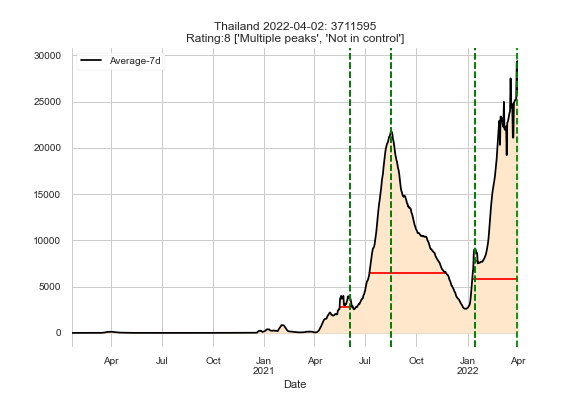 Thailand 2022-04-02: 3711595
Rating:8 ['Multiple peaks', 'Not in control']
30000
Average-7d
25000
20000
15000
10000
5000
0
Apr Jul Oct Jan Apr Jul Oct Jan Apr
2021 2022
Date